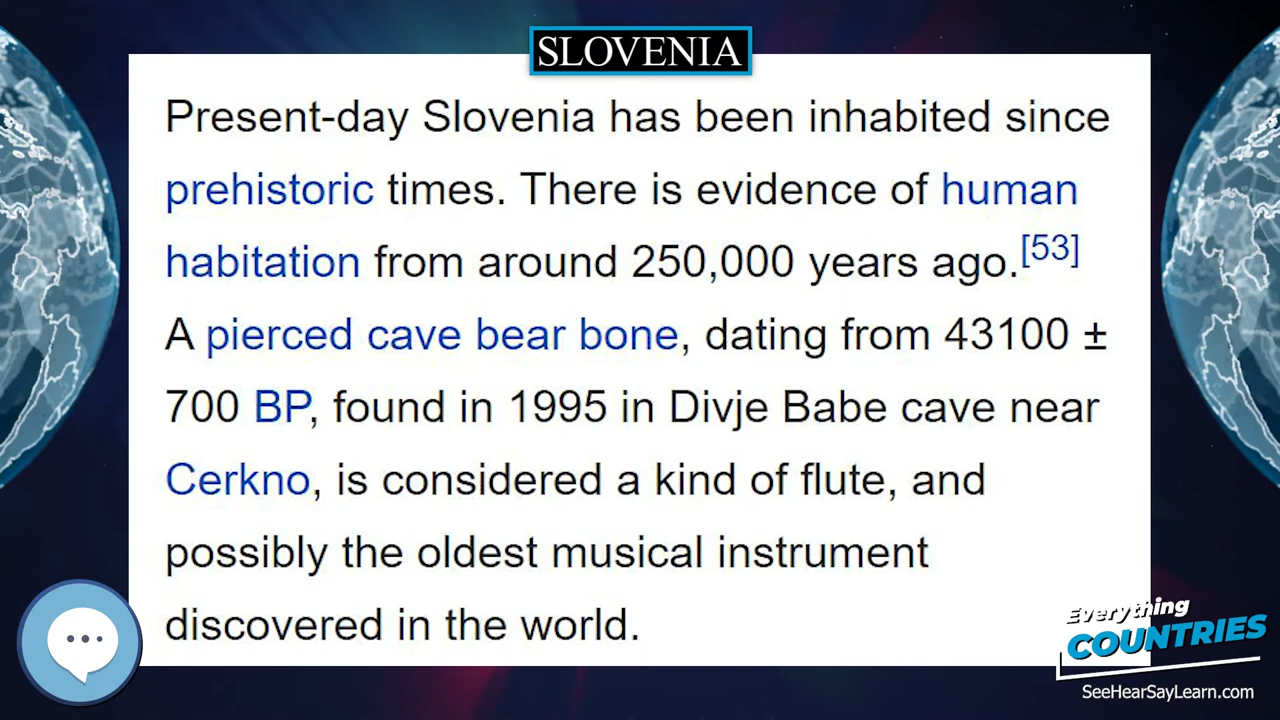 SLOVENIA
Present-day Slovenia has been inhabited since
prehistoric times. There is evidence of human
habitation from around 250,000 years ago.[53]
A pierced cave bear bone, dating from 43100 ±
700 BP, found in 1995 in Divje Babe cave near
Cerkno, is considered a kind of flute, and
possibly the oldest musical instrument
discovered in the world.
Everything
COUNTRIES
SeeHearSayLearn.com